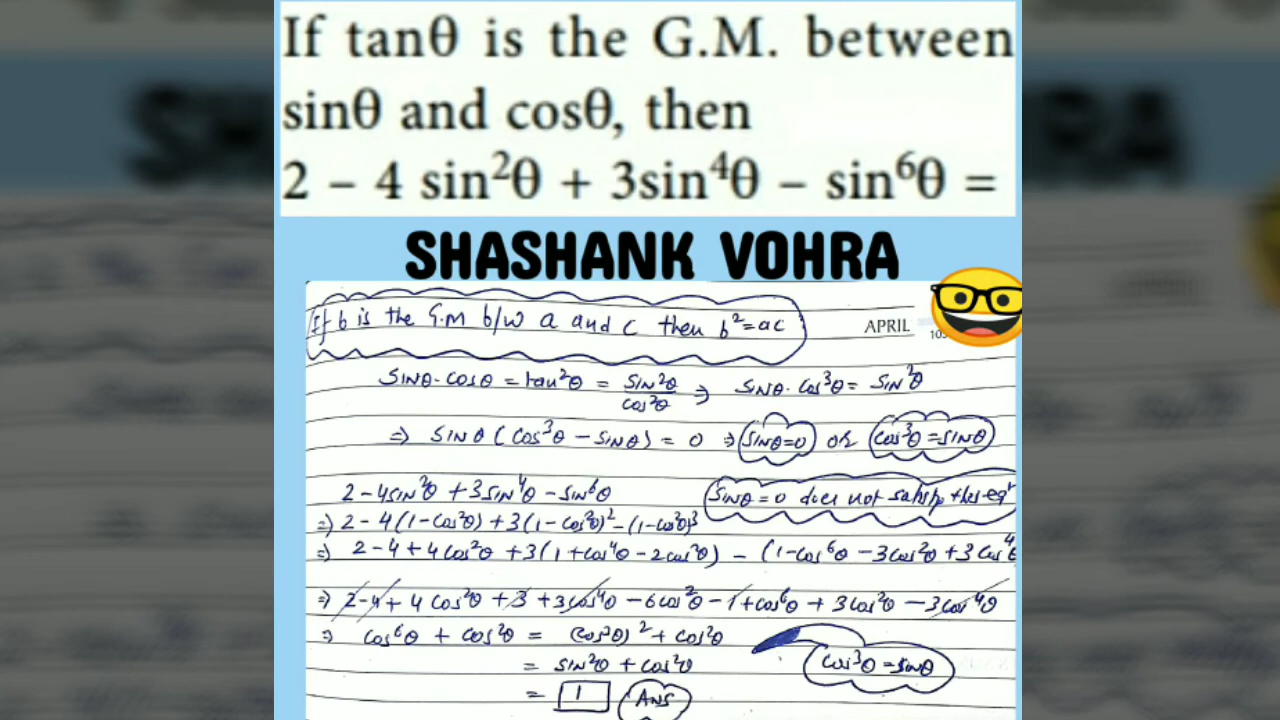 If tanθ is the G.M. between
sinθ and cosθ, then
2 – 4 sin²θ + 3sin⁴θ – sin⁶θ =
SHASHANK VOHRA
If b is the G.M b/w a and c then b²=ac
APRIL
Sinθ·cosθ = tan²θ = Sin²θ/cos²θ ⇒ Sinθ·Cos³θ = Sin²θ
⇒ Sinθ (Cos³θ – Sinθ) = 0 ⇒ Sinθ=0 or Cos³θ = Sinθ
2 – 4sin²θ + 3Sin⁴θ – Sin⁶θ
Sinθ = 0 does not satisfy this eqⁿ
⇒ 2 – 4(1–Cos²θ) + 3(1–Cos²θ)² – (1–Cos²θ)³
⇒ 2 – 4 + 4Cos²θ + 3(1+Cos⁴θ – 2Cos²θ) – (1–Cos⁶θ – 3Cos²θ + 3Cos⁴θ
⇒ 2 – 4 + 4 Cos²θ + 3 + 3Cos⁴θ – 6Cos²θ – 1 + Cos⁶θ + 3Cos²θ – 3Cos⁴θ
⇒ Cos⁶θ + Cos²θ = (Cos³θ)² + Cos²θ
Cos³θ = Sinθ
= Sin²θ + Cos²θ
= 1 Ans